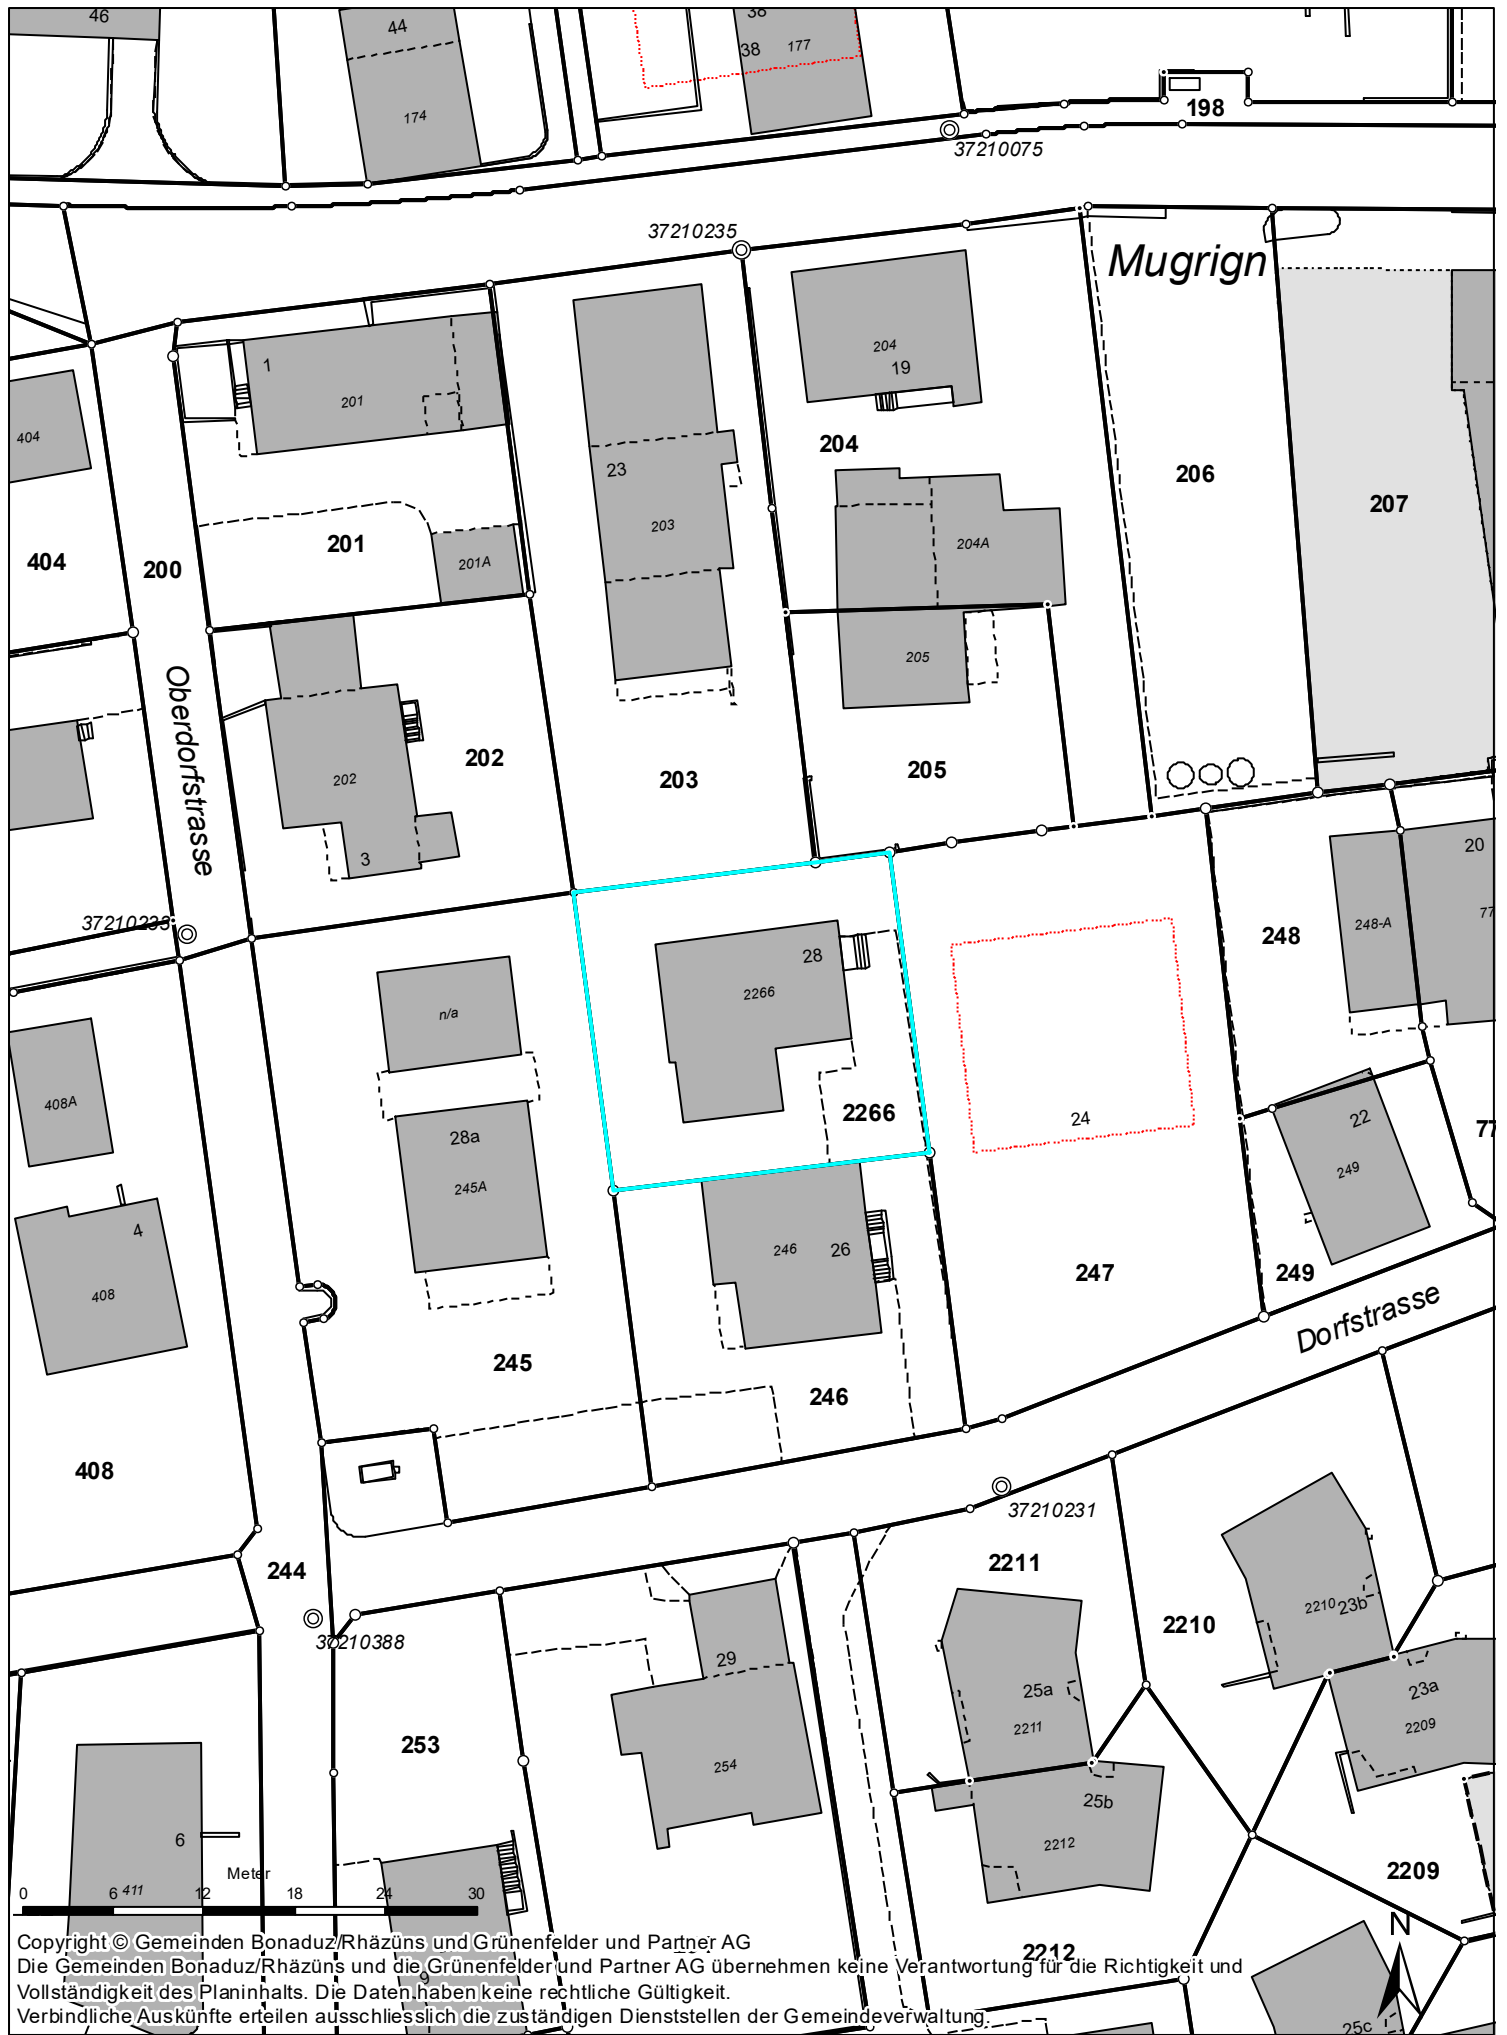 46
44
38
38 177
174
198
37210075
37210235
Mugrign
1
201
204
19
204
404
23
203
206
207
404
200
201
201A
204A
205
Oberdorfstrasse
202
202
203
205
3
20
37210233
28
2266
248-A
248
n/a
408A
28a
245A
2266
24
22
249
4
408
246
26
247
249
Dorfstrasse
245
246
408
37210231
244
2211
2210
2210 23b
37210388
29
25a
2211
23a
2209
253
254
25b
2212
6
411
2209
Meter
0 6 12 18 24 30
N
2212
9
25c
Copyright © Gemeinden Bonaduz/Rhäzüns und Grünenfelder und Partner AG
Die Gemeinden Bonaduz/Rhäzüns und die Grünenfelder und Partner AG übernehmen keine Verantwortung für die Richtigkeit und
Vollständigkeit des Planinhalts. Die Daten haben keine rechtliche Gültigkeit.
Verbindliche Auskünfte erteilen ausschliesslich die zuständigen Dienststellen der Gemeindeverwaltung.